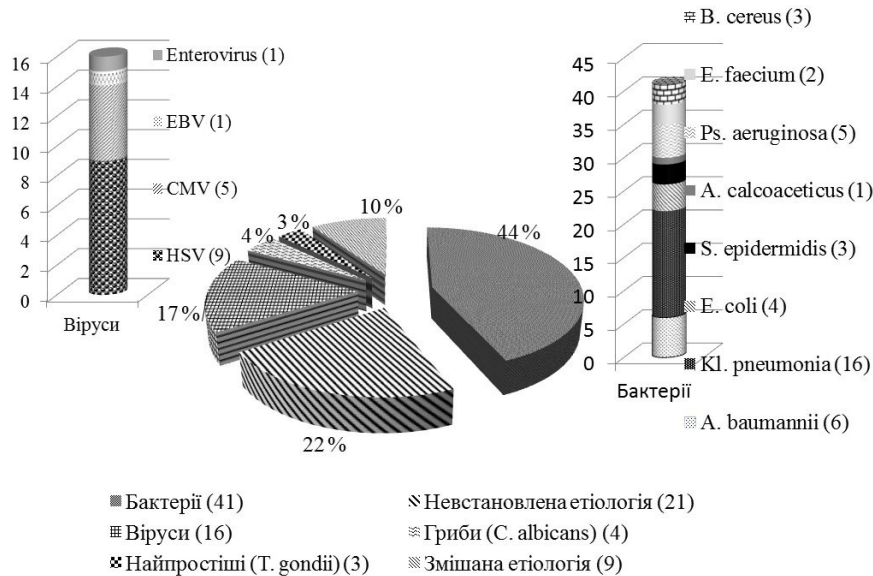 16
14
12
10
8
6
4
2
0
Віруси
Enterovirus (1)
EBV (1)
CMV (5)
HSV (9)
44%
22%
17%
4%
3%
10%
45
40
35
30
25
20
15
10
5
0
Бактерії
B. cereus (3)
E. faecium (2)
Ps. aeruginosa (5)
A. calcoaceticus (1)
S. epidermidis (3)
E. coli (4)
Kl. pneumonia (16)
A. baumannii (6)
Бактерії (41)
Невстановлена етіологія (21)
Віруси (16)
Гриби (C. albicans) (4)
Найпростіші (T. gondii) (3)
Змішана етіологія (9)